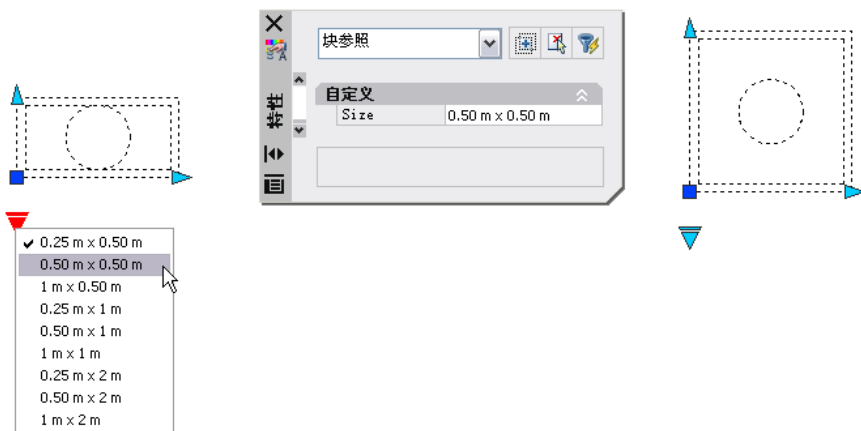 块参照
特性
自定义
Size 0.50 m x 0.50 m
0.25 m x 0.50 m
0.50 m x 0.50 m
1 m x 0.50 m
0.25 m x 1 m
0.50 m x 1 m
1 m x 1 m
0.25 m x 2 m
0.50 m x 2 m
1 m x 2 m